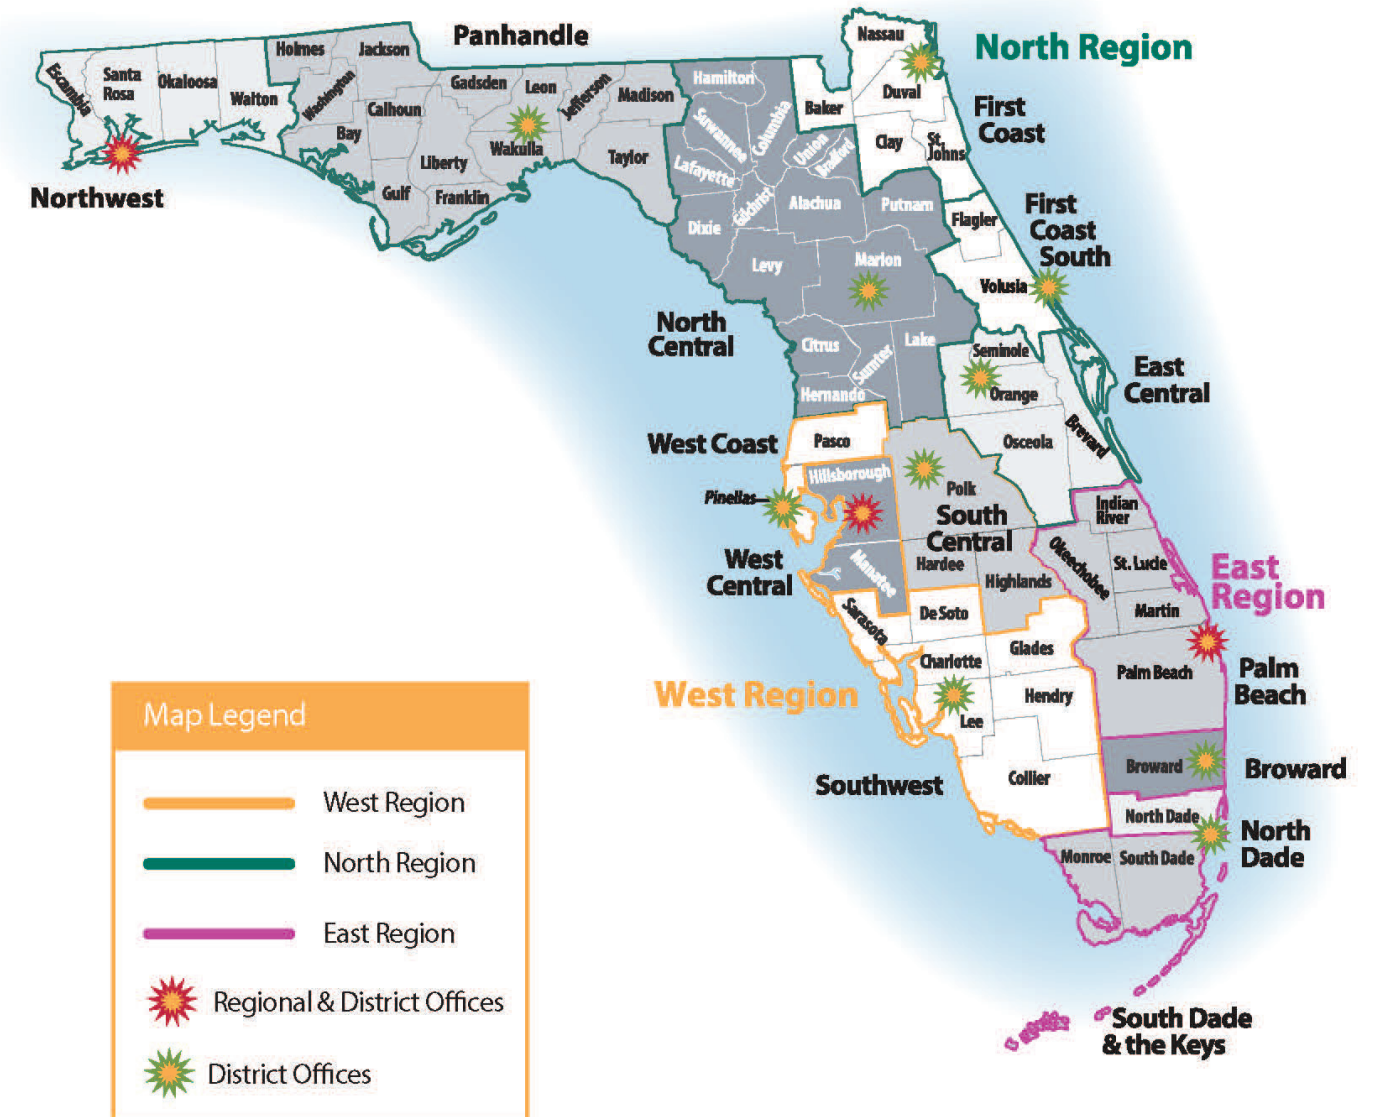 Panhandle
North Region
Nassau
Duval
First
Coast
Baker
Clay
St.
Johns
Holmes
Jackson
Escambia
Santa
Rosa
Okaloosa
Walton
Washington
Calhoun
Bay
Gulf
Liberty
Franklin
Gadsden
Leon
Wakulla
Jefferson
Madison
Taylor
Northwest
Hamilton
Suwannee
Columbia
Union
Bradford
Lafayette
Gilchrist
Alachua
Putnam
Dixie
Levy
Marion
Flagler
Volusia
First
Coast
South
North
Central
Citrus
Sumter
Lake
Hernando
Seminole
Orange
Osceola
Brevard
East
Central
West Coast
Pasco
Pinellas
Hillsborough
Polk
South
Central
West
Central
Manatee
Hardee
Highlands
Indian
River
Okeechobee
St. Lucie
Martin
East
Region
Sarasota
De Soto
Charlotte
Glades
Lee
Hendry
Collier
West Region
Southwest
Palm Beach
Palm
Beach
Broward
Broward
North Dade
North
Dade
Monroe
South Dade
South Dade
& the Keys
Map Legend
West Region
North Region
East Region
Regional & District Offices
District Offices